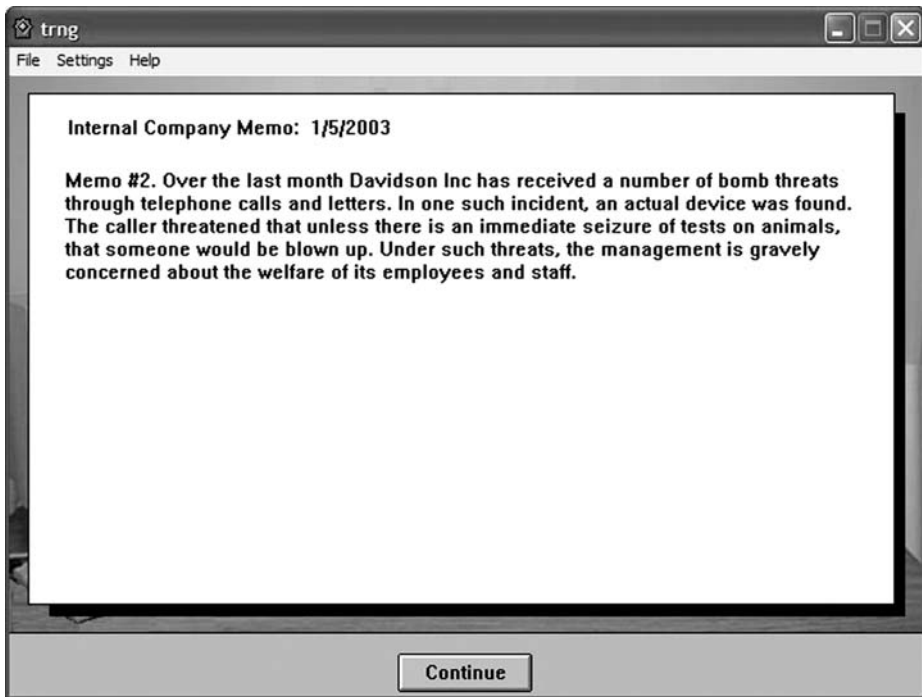 trng
File Settings Help
Internal Company Memo: 1/5/2003
Memo #2. Over the last month Davidson Inc has received a number of bomb threats
through telephone calls and letters. In one such incident, an actual device was found.
The caller threatened that unless there is an immediate seizure of tests on animals,
that someone would be blown up. Under such threats, the management is gravely
concerned about the welfare of its employees and staff.
Continue